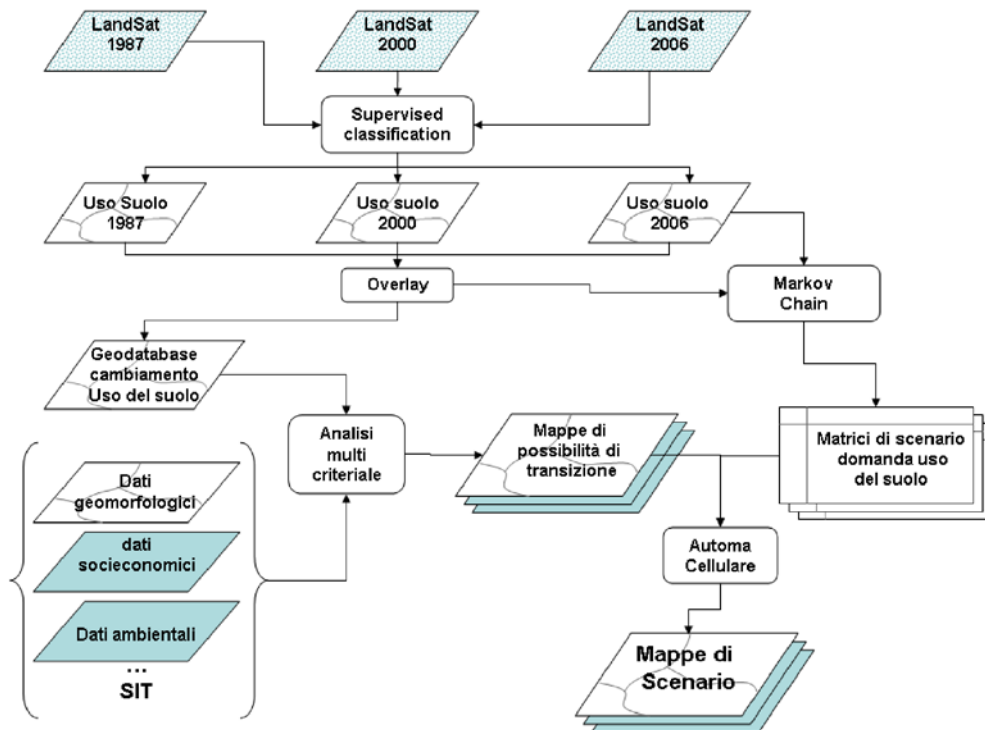 LandSat
1987
LandSat
2000
LandSat
2006
Supervised
classification
Uso Suolo
1987
Uso suolo
2000
Uso suolo
2006
Overlay
Markov
Chain
Geodatabase
cambiamento
Uso del suolo
Analisi
multi
criteriale
Mappe di
possibilità di
transizione
Matrici di scenario
domanda uso
del suolo
Dati
geomorfologici
dati
socieconomici
Dati ambientali
...
SIT
Automa
Cellulare
Mappe di
Scenario